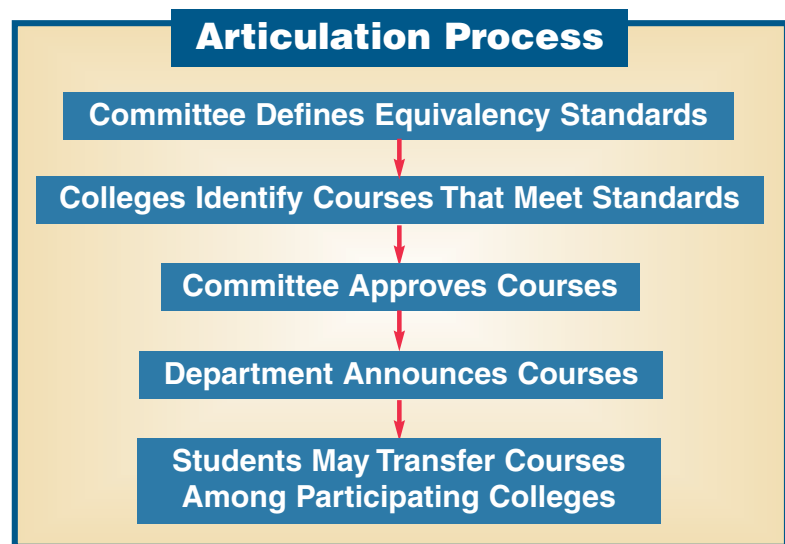 Articulation Process
Committee Defines Equivalency Standards
Colleges Identify Courses That Meet Standards
Committee Approves Courses
Department Announces Courses
Students May Transfer Courses
Among Participating Colleges